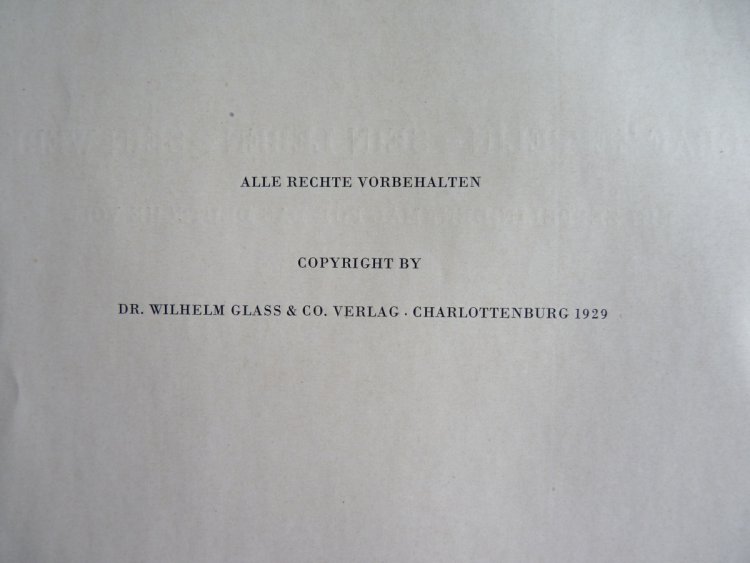 ALLE RECHTE VORBEHALTEN
COPYRIGHT BY
DR. WILHELM GLASS & CO. VERLAG · CHARLOTTENBURG 1929